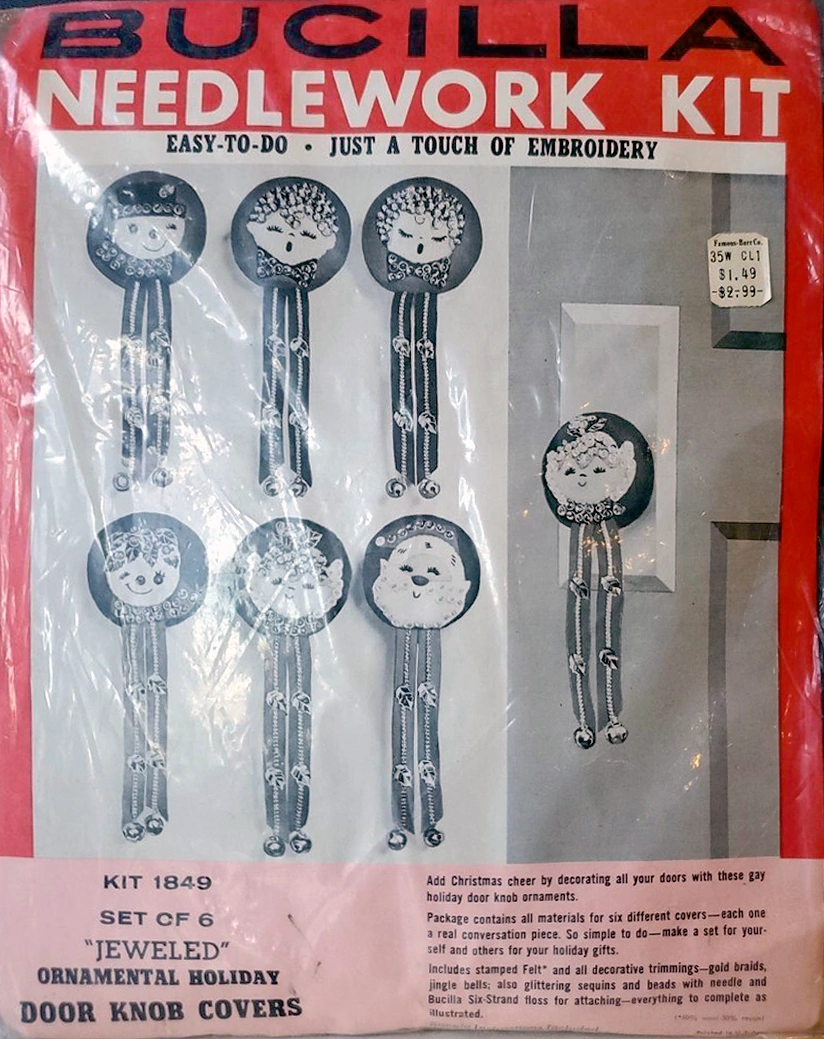 BUCILLA
NEEDLEWORK KIT
EASY-TO-DO • JUST A TOUCH OF EMBROIDERY
Famous-Barr Co.
35W CL1
$1.49
-$2.99-
KIT 1849
SET OF 6
"JEWELED"
ORNAMENTAL HOLIDAY
DOOR KNOB COVERS
Add Christmas cheer by decorating all your doors with these gay
holiday door knob ornaments.
Package contains all materials for six different covers—each one
a real conversation piece. So simple to do—make a set for your-
self and others for your holiday gifts.
Includes stamped Felt* and all decorative trimmings—gold braids,
jingle bells; also glittering sequins and beads with needle and
Bucilla Six-Strand floss for attaching—everything to complete as
illustrated.